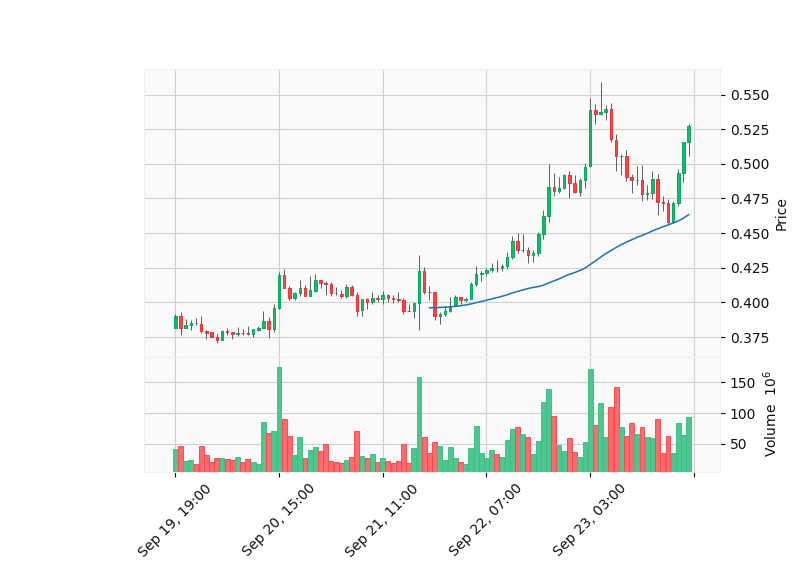 0.550
0.525
0.500
0.475
0.450
0.425
0.400
0.375
Price
150
100
50
Volume 10^6
Sep 19, 19:00
Sep 20, 15:00
Sep 21, 11:00
Sep 22, 07:00
Sep 23, 03:00